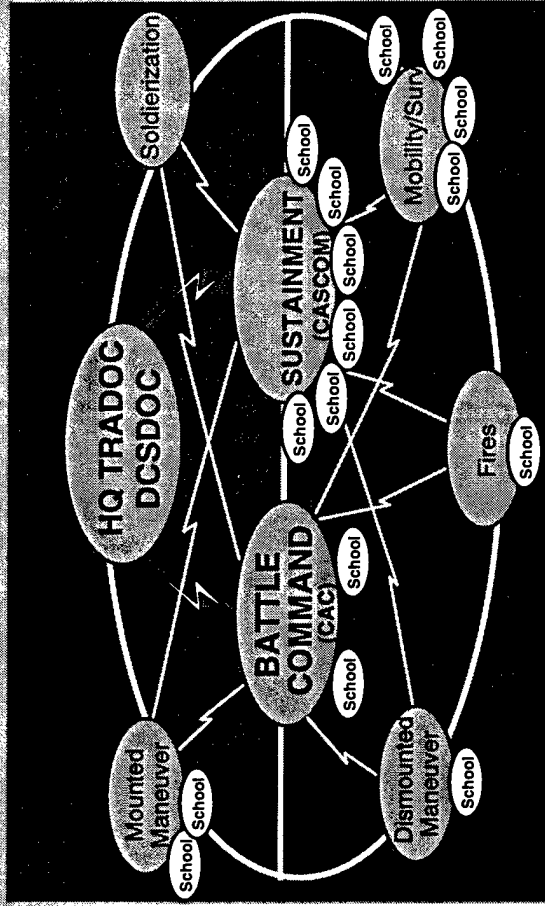 HQ TRADOC
DCSDOC
Soldierization
Mounted
Maneuver
School
School
BATTLE
COMMAND
(CAC)
School
School
SUSTAINMENT
(CASCOM)
School
School
School
School
School
School
Mobility/Surv
School
School
School
School
Dismounted
Maneuver
School
Fires
School